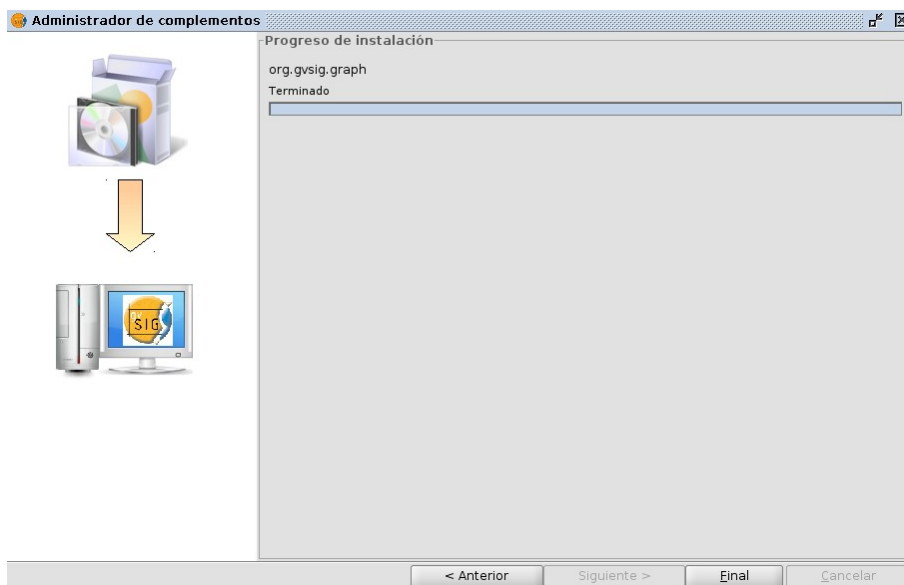 Administrador de complementos
Progreso de instalación
org.gvsig.graph
Terminado
SIG
< Anterior
Siguiente >
Final
Cancelar